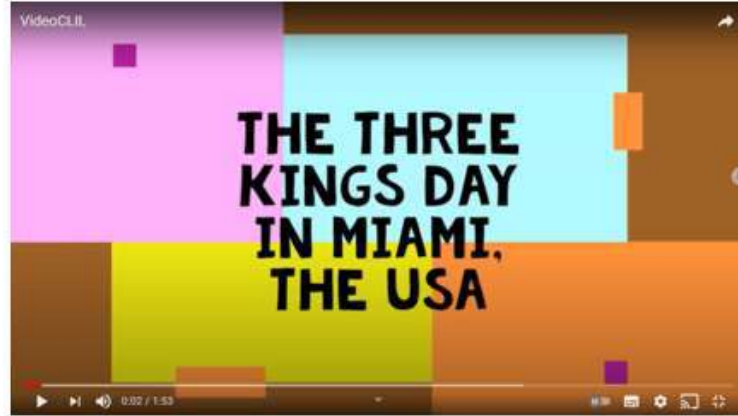 VideoCLIL
THE THREE
KINGS DAY
IN MIAMI,
THE USA
0:02 / 1:53